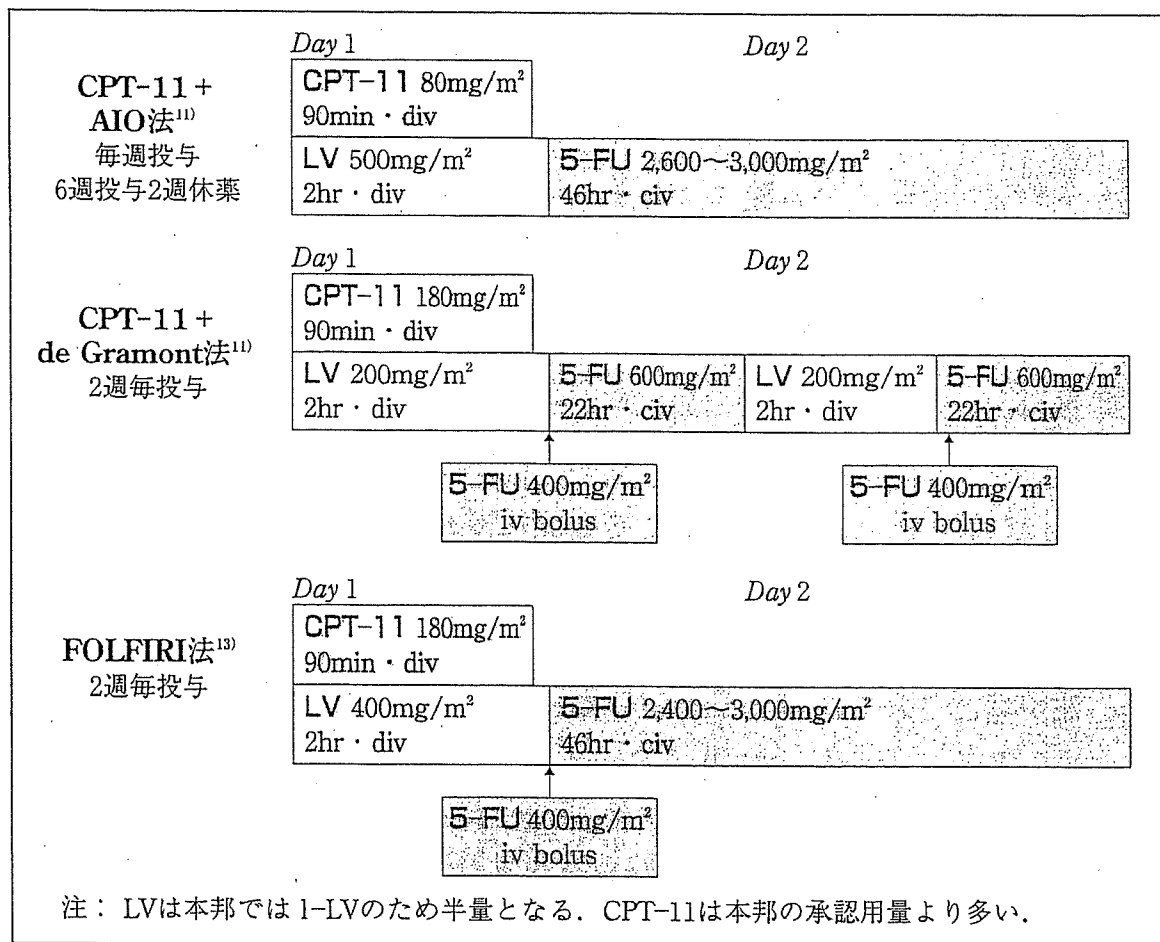 Day 1 Day 2
CPT-11+
AIO法¹¹⁾
毎週投与
6週投与2週休薬
CPT-11 80mg/m²
90min・div
LV 500mg/m²
2hr・div
5-FU 2,600〜3,000mg/m²
46hr・civ
Day 1 Day 2
CPT-11+
de Gramont法¹¹⁾
2週毎投与
CPT-11 180mg/m²
90min・div
LV 200mg/m²
2hr・div
5-FU 600mg/m²
22hr・civ
LV 200mg/m²
2hr・div
5-FU 600mg/m²
22hr・civ
5-FU 400mg/m²
iv bolus
5-FU 400mg/m²
iv bolus
Day 1 Day 2
FOLFIRI法¹³⁾
2週毎投与
CPT-11 180mg/m²
90min・div
LV 400mg/m²
2hr・div
5-FU 2,400〜3,000mg/m²
46hr・civ
5-FU 400mg/m²
iv bolus
注：LVは本邦では l-LVのため半量となる．CPT-11は本邦の承認用量より多い．